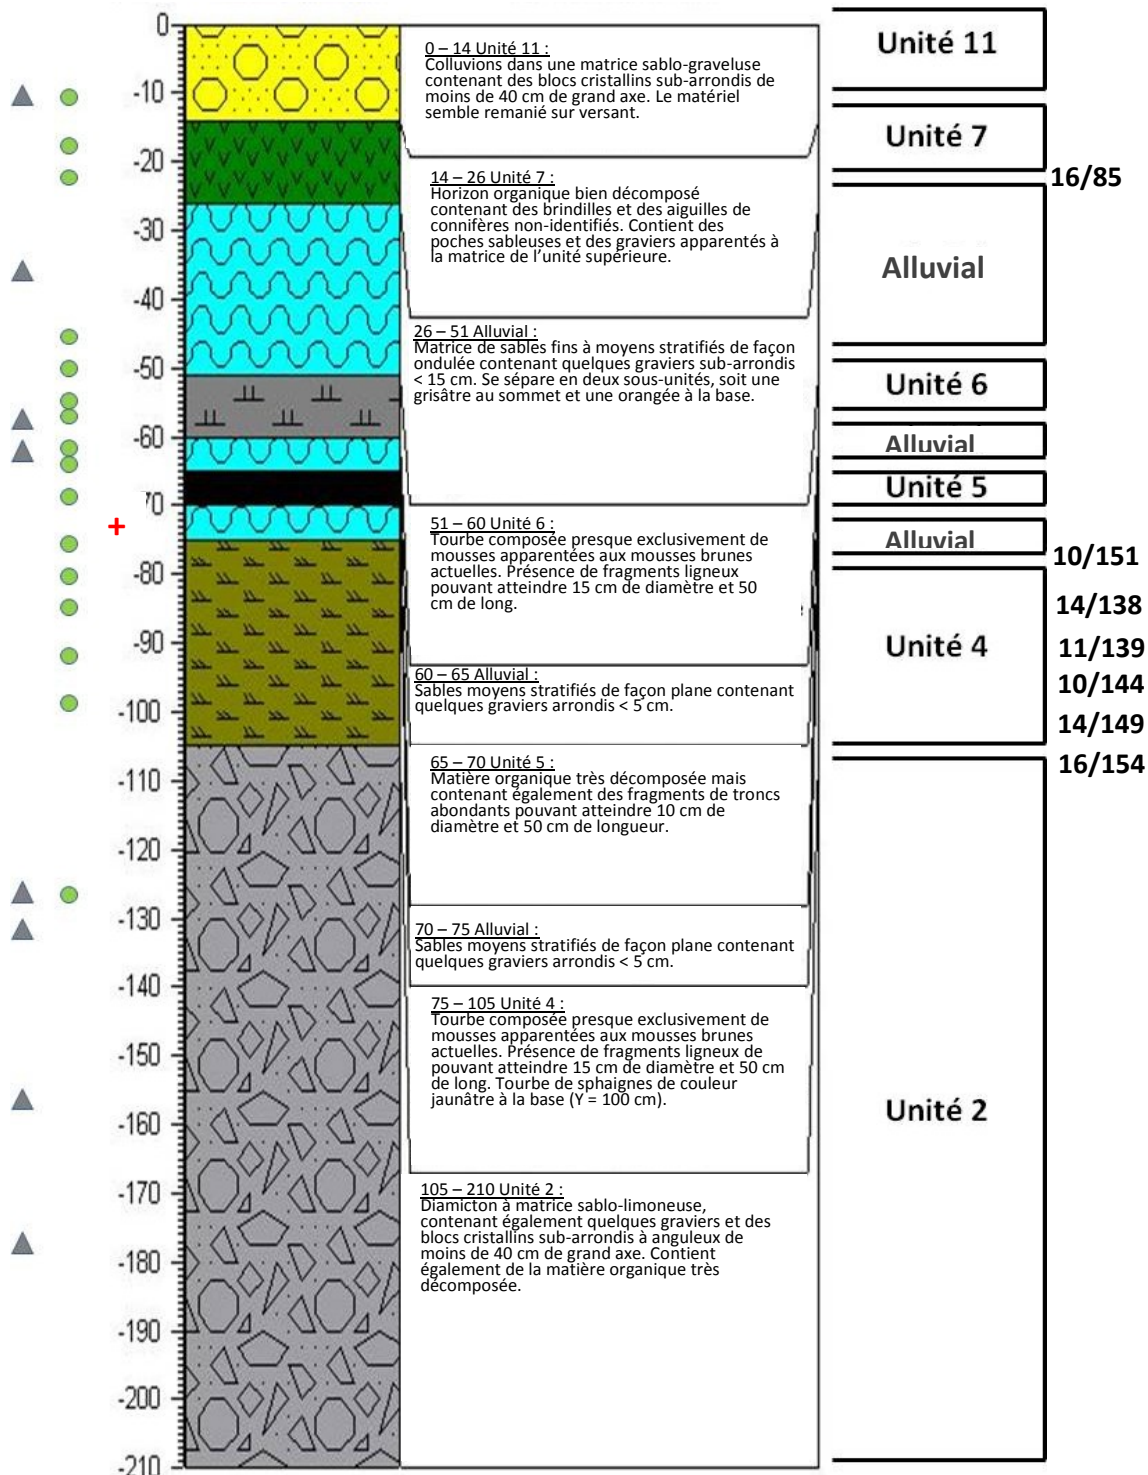 0
-10
-20
-30
-40
-50
-60
70
-80
-90
-100
-110
-120
-130
-140
-150
-160
-170
-180
-190
-200
-210
+
0 – 14 Unité 11 :
Colluvions dans une matrice sablo-graveluse
contenant des blocs cristallins sub-arrondis de
moins de 40 cm de grand axe. Le matériel
semble remanié sur versant.
14 – 26 Unité 7 :
Horizon organique bien décomposé
contenant des brindilles et des aiguilles de
connifères non-identifiés. Contient des
poches sableuses et des graviers apparentés à
la matrice de l’unité supérieure.
26 – 51 Alluvial :
Matrice de sables fins à moyens stratifiés de façon
ondulée contenant quelques graviers sub-arrondis
< 15 cm. Se sépare en deux sous-unités, soit une
grisâtre au sommet et une orangée à la base.
51 – 60 Unité 6 :
Tourbe composée presque exclusivement de
mousses apparentées aux mousses brunes
actuelles. Présence de fragments ligneux
pouvant atteindre 15 cm de diamètre et 50
cm de long.
60 – 65 Alluvial :
Sables moyens stratifiés de façon plane contenant
quelques graviers arrondis < 5 cm.
65 – 70 Unité 5 :
Matière organique très décomposée mais
contenant également des fragments de troncs
abondants pouvant atteindre 10 cm de
diamètre et 50 cm de longueur.
70 – 75 Alluvial :
Sables moyens stratifiés de façon plane contenant
quelques graviers arrondis < 5 cm.
75 – 105 Unité 4 :
Tourbe composée presque exclusivement de
mousses apparentées aux mousses brunes
actuelles. Présence de fragments ligneux de
pouvant atteindre 15 cm de diamètre et 50 cm
de long. Tourbe de sphaignes de couleur
jaunâtre à la base (Y = 100 cm).
105 – 210 Unité 2 :
Diamicton à matrice sablo-limoneuse,
contenant également quelques graviers et des
blocs cristallins sub-arrondis à anguleux de
moins de 40 cm de grand axe. Contient
également de la matière organique très
décomposée.
Unité 11
Unité 7
Alluvial
Unité 6
Alluvial
Unité 5
Alluvial
Unité 4
Unité 2
16/85
10/151
14/138
11/139
10/144
14/149
16/154